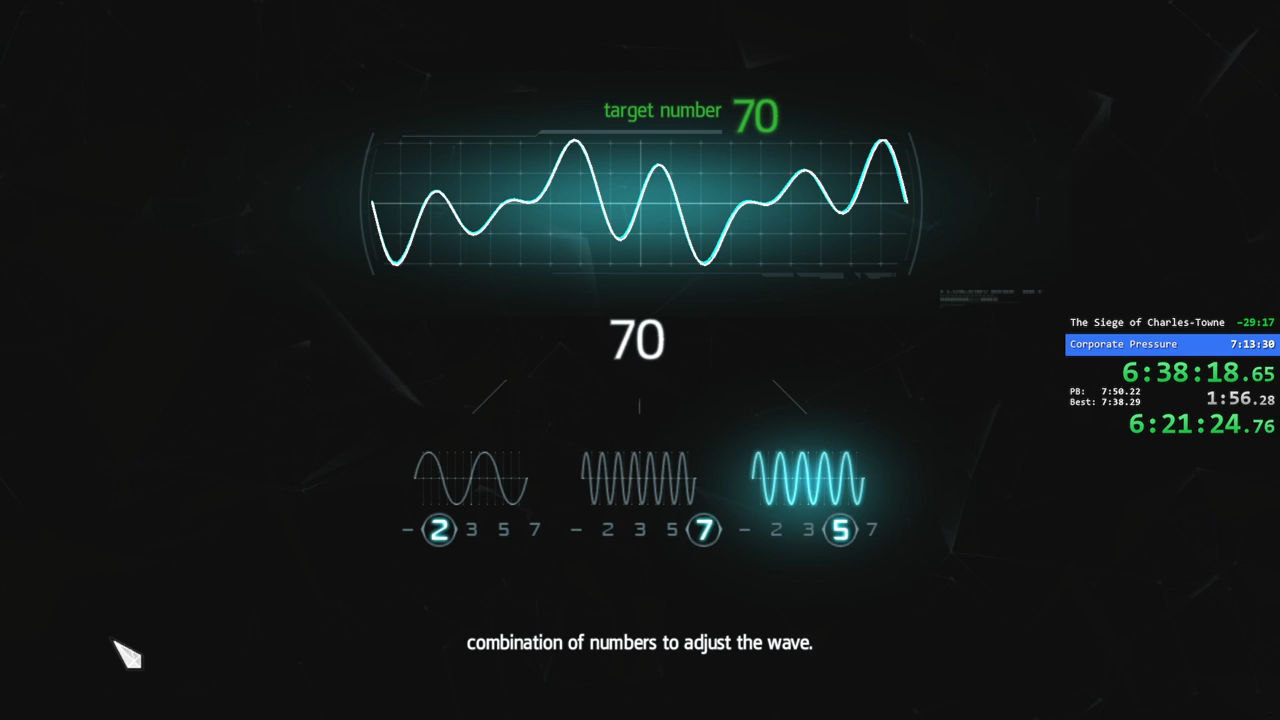 target number 70
70
- 2 3 5 7 - 2 3 5 7 - 2 3 5 7
combination of numbers to adjust the wave.
The Siege of Charles-Towne -29:17
Corporate Pressure 7:13:30
6:38:18.65
PB: 7:50.22
Best: 7:38.29
1:56.28
6:21:24.76